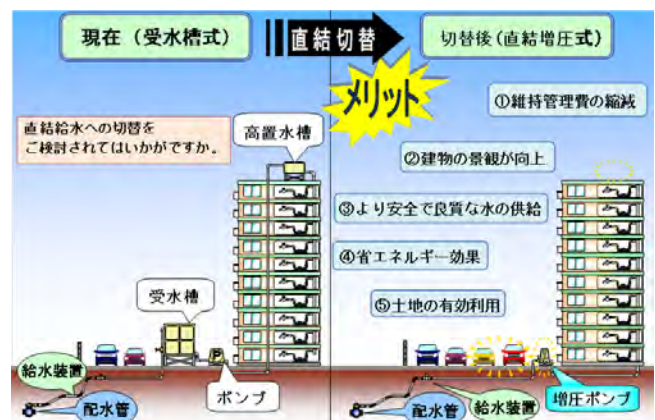 現在（受水槽式）
直結切替
切替後（直結増圧式）
メリット
①維持管理費の縮減
直結給水への切替を
ご検討されてはいかがですか。
高置水槽
②建物の景観が向上
③より安全で良質な水の供給
④省エネルギー効果
⑤土地の有効利用
受水槽
P
給水装置
ポンプ
配水管
配水管
給水装置
増圧ポンプ